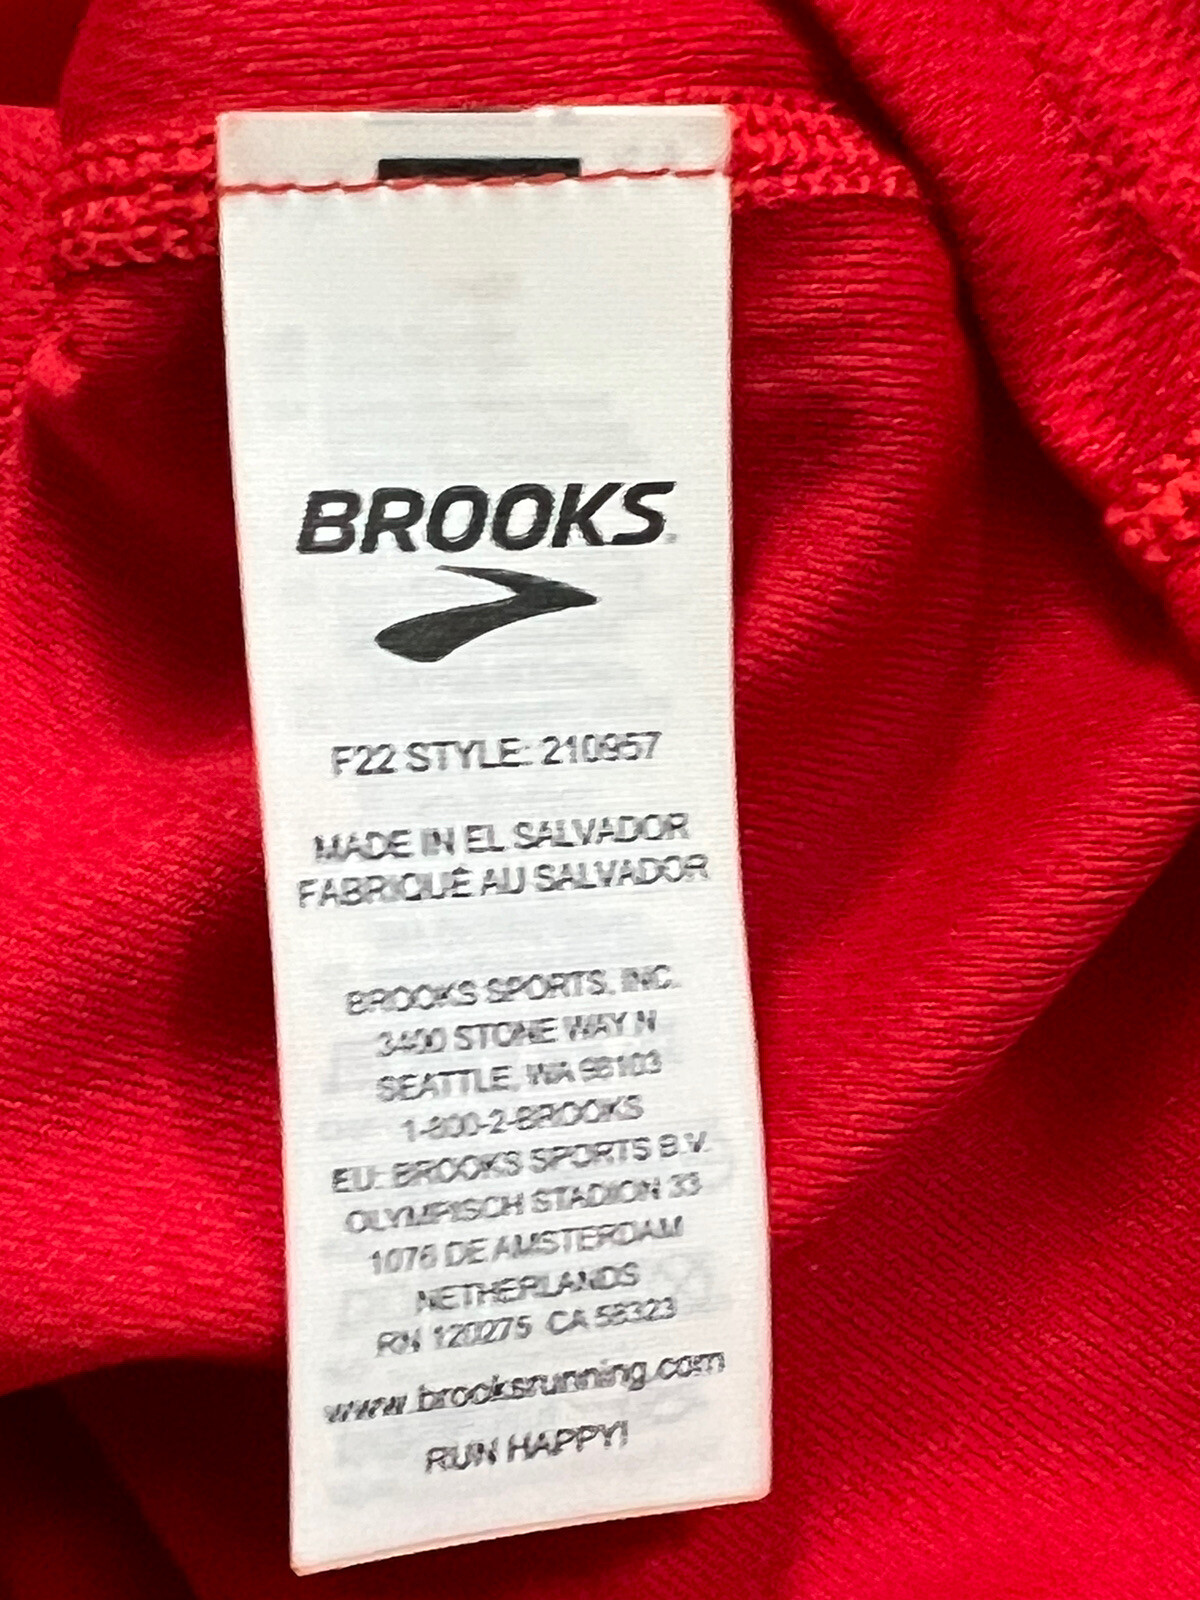 BROOKS
F22 STYLE: 210957
MADE IN EL SALVADOR
FABRIQUÉ AU SALVADOR
BROOKS SPORTS, INC.
3400 STONE WAY N
SEATTLE, WA 98103
1-800-2-BROOKS
EU: BROOKS SPORTS B.V.
OLYMPISCH STADION 33
1076 DE AMSTERDAM
NETHERLANDS
RN 120275 CA 58323
www.brooksrunning.com
RUN HAPPY!